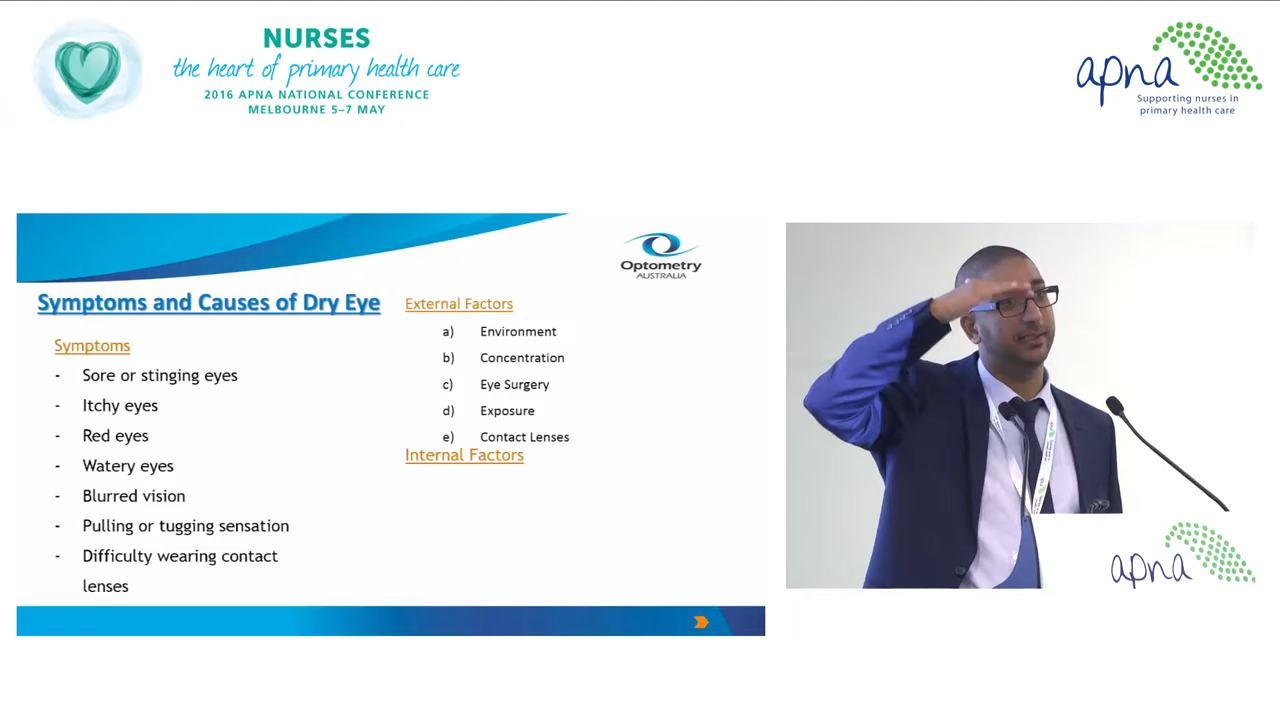 NURSES
the heart of primary health care
2016 APNA NATIONAL CONFERENCE
MELBOURNE 5–7 MAY
apna
Supporting nurses in
primary health care
Optometry
AUSTRALIA
Symptoms and Causes of Dry Eye
Symptoms
- Sore or stinging eyes
- Itchy eyes
- Red eyes
- Watery eyes
- Blurred vision
- Pulling or tugging sensation
- Difficulty wearing contact
lenses
External Factors
a) Environment
b) Concentration
c) Eye Surgery
d) Exposure
e) Contact Lenses
Internal Factors
apna